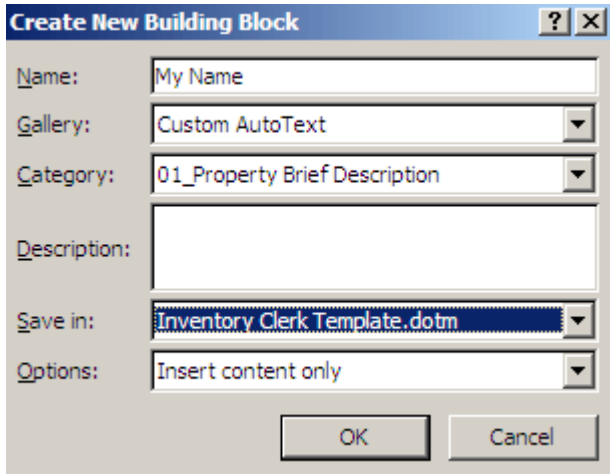 Create New Building Block
Name: My Name
Gallery: Custom AutoText
Category: 01_Property Brief Description
Description:
Save in: Inventory Clerk Template.dotm
Options: Insert content only
OK Cancel